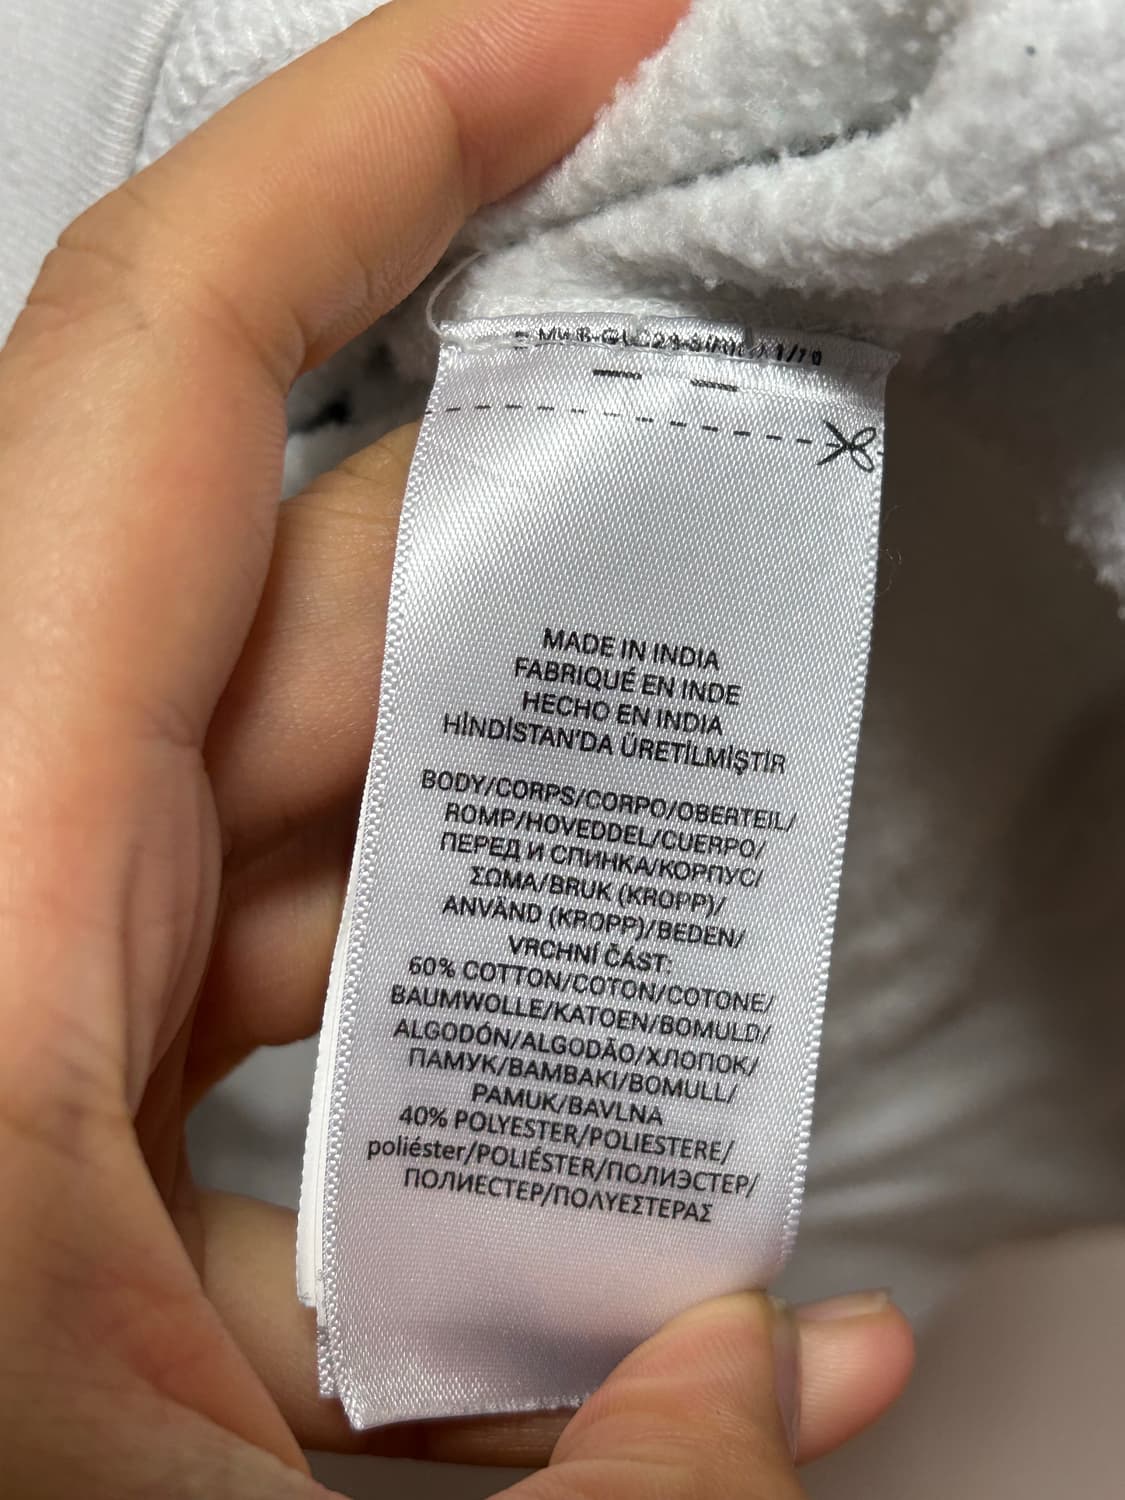 MADE IN INDIA
FABRIQUÉ EN INDE
HECHO EN INDIA
HİNDİSTAN'DA ÜRETİLMİŞTİR
BODY/CORPS/CORPO/OBERTEIL/
ROMP/HOVEDDEL/CUERPO/
ПЕРЕД И СПИНКА/КОРПУС/
ΣΩΜΑ/BRUK (KROPP)/
ANVÄND (KROPP)/BEDEN/
VRCHNÍ ČÁST:
60% COTTON/COTON/COTONE/
BAUMWOLLE/KATOEN/BOMULD/
ALGODÓN/ALGODÃO/ХЛОПОК/
ПАМУК/BAMBAKI/BOMULL/
PAMUK/BAVLNA
40% POLYESTER/POLIESTERE/
poliéster/POLIÉSTER/ПОЛИЭСТЕР/
ПОЛИЕСТЕР/ΠΟΛΥΕΣΤΕΡΑΣ